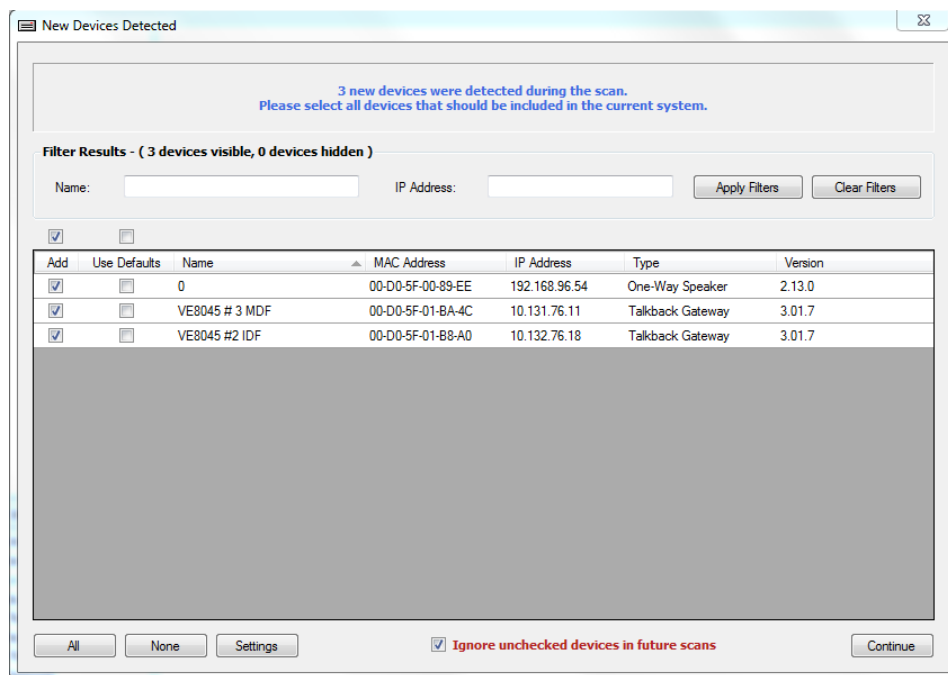 New Devices Detected
3 new devices were detected during the scan.
Please select all devices that should be included in the current system.
Filter Results - ( 3 devices visible, 0 devices hidden )
Name: IP Address: Apply Filters Clear Filters
Add Use Defaults Name MAC Address IP Address Type Version
0 00-D0-5F-00-89-EE 192.168.96.54 One-Way Speaker 2.13.0
VE8045 # 3 MDF 00-D0-5F-01-BA-4C 10.131.76.11 Talkback Gateway 3.01.7
VE8045 #2 IDF 00-D0-5F-01-B8-A0 10.132.76.18 Talkback Gateway 3.01.7
All None Settings Ignore unchecked devices in future scans Continue